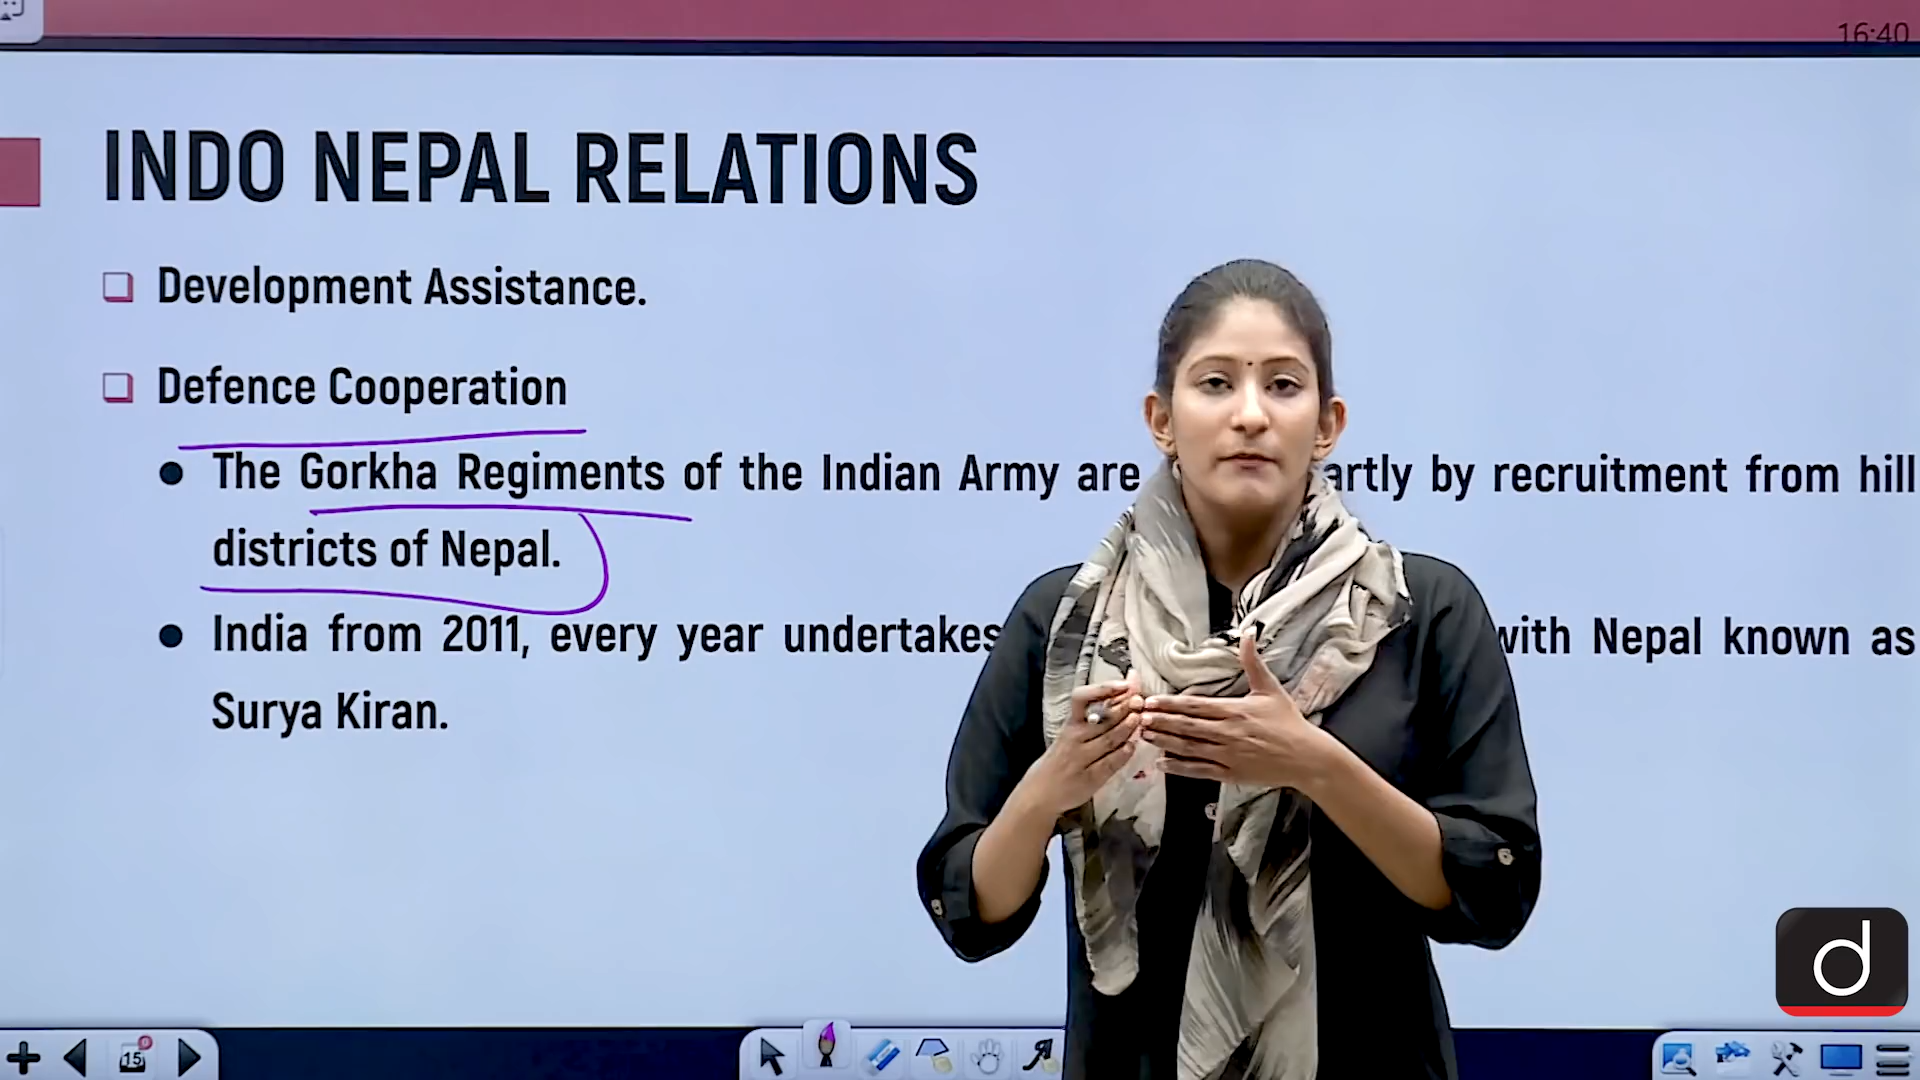 16:40
INDO NEPAL RELATIONS
Development Assistance.
Defence Cooperation
The Gorkha Regiments of the Indian Army are artly by recruitment from hill
districts of Nepal.
India from 2011, every year undertakes with Nepal known as
Surya Kiran.
15
d